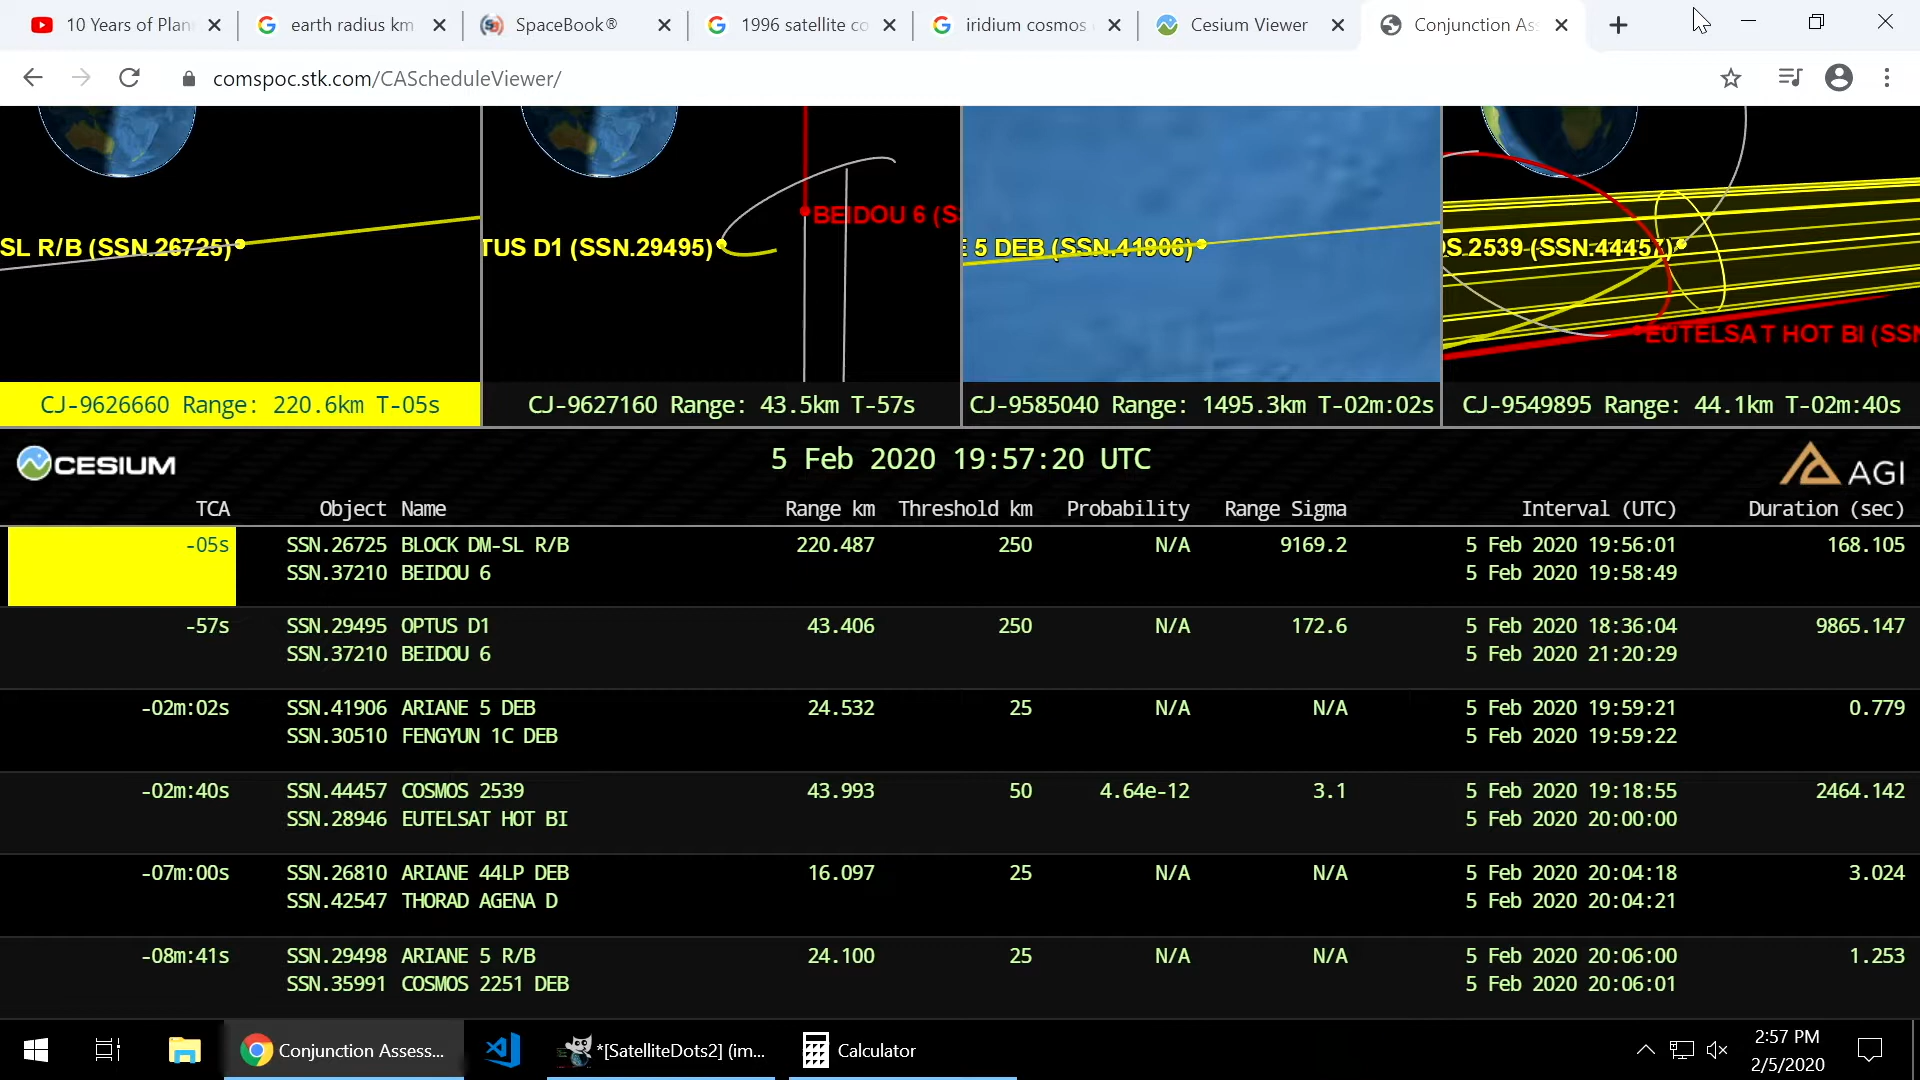 10 Years of Plan
earth radius km
SpaceBook®
1996 satellite co
iridium cosmos
Cesium Viewer
Conjunction Ass
comspoc.stk.com/CAScheduleViewer/
SL R/B (SSN.26725)
TUS D1 (SSN.29495)
BEIDOU 6 (S
5 DEB (SSN.41906)
S 2539 (SSN.44457)
EUTELSAT HOT BI (SSN
CJ-9626660 Range: 220.6km T-05s
CJ-9627160 Range: 43.5km T-57s
CJ-9585040 Range: 1495.3km T-02m:02s
CJ-9549895 Range: 44.1km T-02m:40s
CESIUM
5 Feb 2020 19:57:20 UTC
AGI
TCA Object Name Range km Threshold km Probability Range Sigma Interval (UTC) Duration (sec)
-05s SSN.26725 BLOCK DM-SL R/B 220.487 250 N/A 9169.2 5 Feb 2020 19:56:01 168.105
SSN.37210 BEIDOU 6 5 Feb 2020 19:58:49
-57s SSN.29495 OPTUS D1 43.406 250 N/A 172.6 5 Feb 2020 18:36:04 9865.147
SSN.37210 BEIDOU 6 5 Feb 2020 21:20:29
-02m:02s SSN.41906 ARIANE 5 DEB 24.532 25 N/A N/A 5 Feb 2020 19:59:21 0.779
SSN.30510 FENGYUN 1C DEB 5 Feb 2020 19:59:22
-02m:40s SSN.44457 COSMOS 2539 43.993 50 4.64e-12 3.1 5 Feb 2020 19:18:55 2464.142
SSN.28946 EUTELSAT HOT BI 5 Feb 2020 20:00:00
-07m:00s SSN.26810 ARIANE 44LP DEB 16.097 25 N/A N/A 5 Feb 2020 20:04:18 3.024
SSN.42547 THORAD AGENA D 5 Feb 2020 20:04:21
-08m:41s SSN.29498 ARIANE 5 R/B 24.100 25 N/A N/A 5 Feb 2020 20:06:00 1.253
SSN.35991 COSMOS 2251 DEB 5 Feb 2020 20:06:01
Conjunction Assess...
*[SatelliteDots2] (im...
Calculator
2:57 PM
2/5/2020